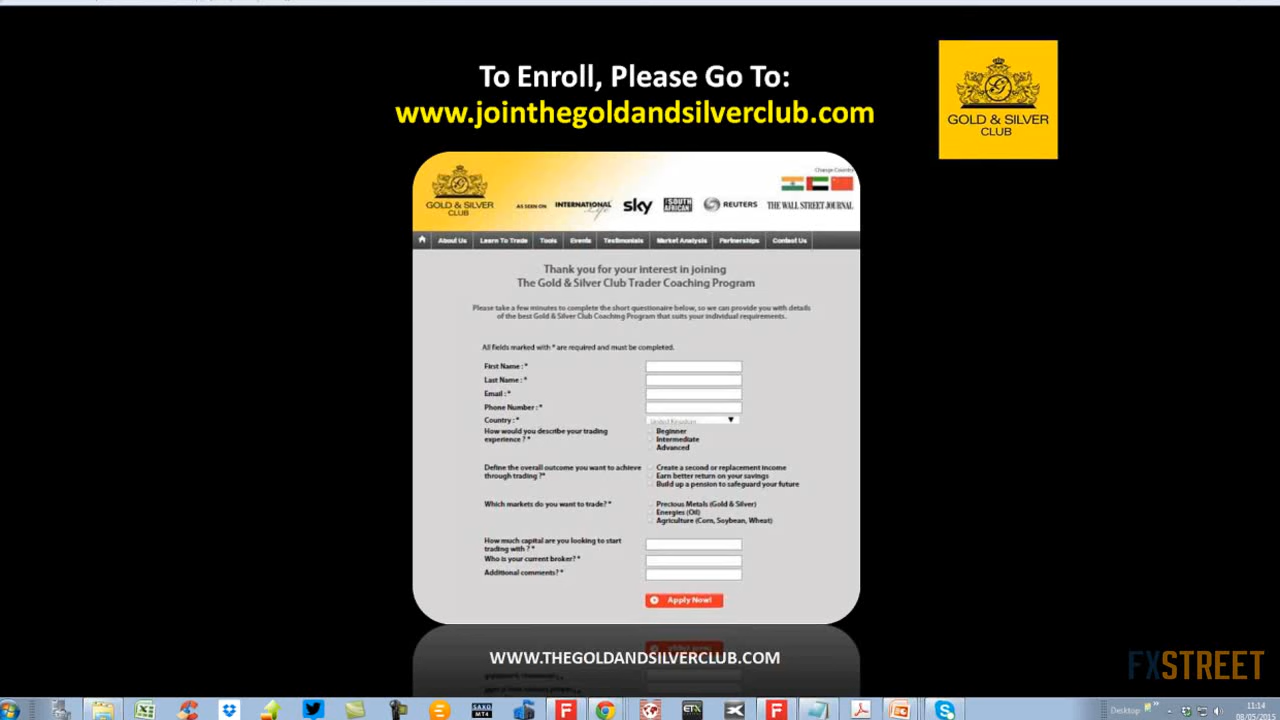 To Enroll, Please Go To:
www.jointhegoldandsilverclub.com
GOLD & SILVER
CLUB
Change Country
GOLD & SILVER
CLUB
AS SEEN ON
INTERNATIONAL
Life
sky
THE SOUTH
AFRICAN
REUTERS
THE WALL STREET JOURNAL
About Us
Learn To Trade
Tools
Events
Testimonials
Market Analysis
Partnerships
Contact Us
Thank you for your interest in joining
The Gold & Silver Club Trader Coaching Program
Please take a few minutes to complete the short questionaire below, so we can provide you with details
of the best Gold & Silver Club Coaching Program that suits your individual requirements.
All fields marked with * are required and must be completed.
First Name : *
Last Name : *
Email : *
Phone Number : *
Country : * United Kingdom
How would you describe your trading
experience ? *
Beginner
Intermediate
Advanced
Define the overall outcome you want to achieve
through trading ?*
Create a second or replacement income
Earn better return on your savings
Build up a pension to safeguard your future
Which markets do you want to trade? *
Precious Metals (Gold & Silver)
Energies (Oil)
Agriculture (Corn, Soybean, Wheat)
How much capital are you looking to start
trading with ? *
Who is your current broker? *
Additional comments? *
Apply Now!
WWW.THEGOLDANDSILVERCLUB.COM
FXSTREET
SAXO
MT4
ETX
Desktop
11:14